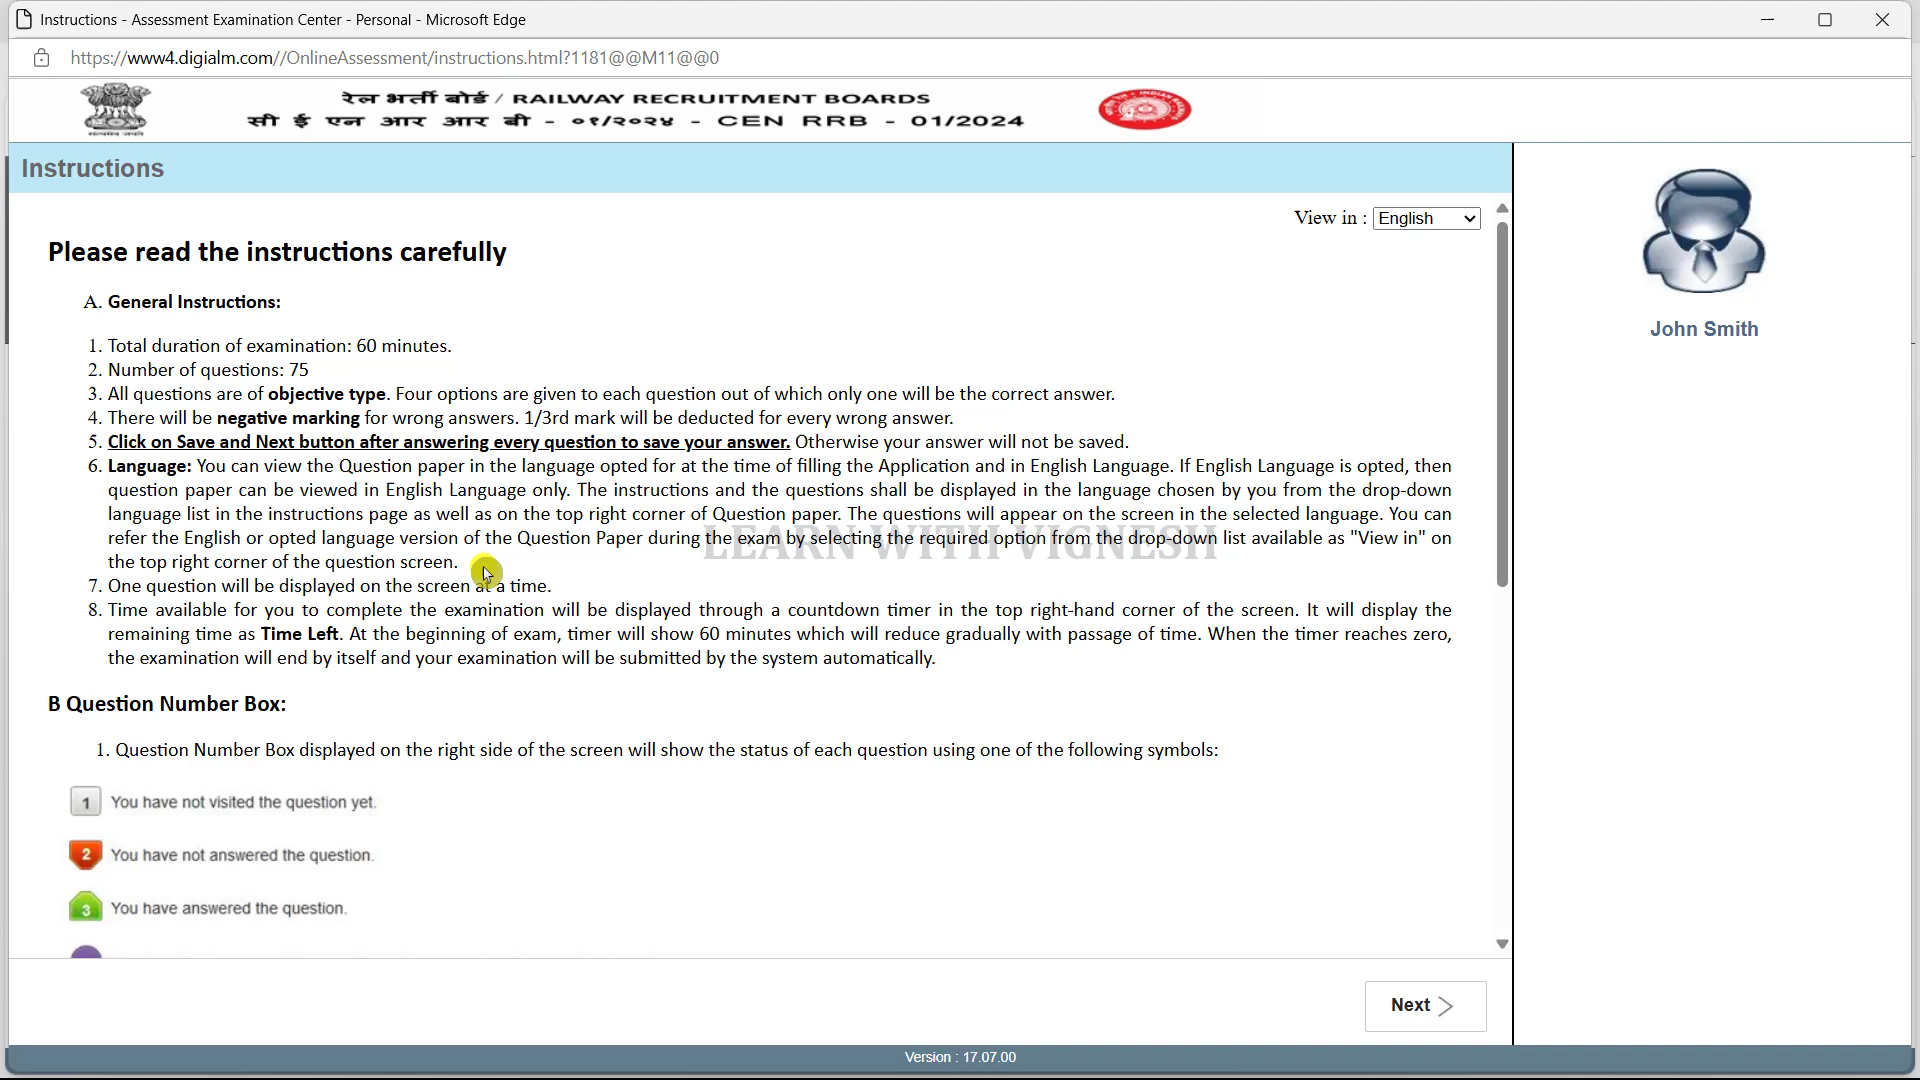 Instructions - Assessment Examination Center - Personal - Microsoft Edge
https://www4.digialm.com//OnlineAssessment/instructions.html?1181@@M11@@0
रेल भर्ती बोर्ड / RAILWAY RECRUITMENT BOARDS
सी ई एन आर आर बी - ०१/२०२४ - CEN RRB - 01/2024
Instructions
View in : English
Please read the instructions carefully
A. General Instructions:
1. Total duration of examination: 60 minutes.
2. Number of questions: 75
3. All questions are of objective type. Four options are given to each question out of which only one will be the correct answer.
4. There will be negative marking for wrong answers. 1/3rd mark will be deducted for every wrong answer.
5. Click on Save and Next button after answering every question to save your answer. Otherwise your answer will not be saved.
6. Language: You can view the Question paper in the language opted for at the time of filling the Application and in English Language. If English Language is opted, then
question paper can be viewed in English Language only. The instructions and the questions shall be displayed in the language chosen by you from the drop-down
language list in the instructions page as well as on the top right corner of Question paper. The questions will appear on the screen in the selected language. You can
refer the English or opted language version of the Question Paper during the exam by selecting the required option from the drop-down list available as "View in" on
the top right corner of the question screen.
LEARN WITH VIGNESH
7. One question will be displayed on the screen at a time.
8. Time available for you to complete the examination will be displayed through a countdown timer in the top right-hand corner of the screen. It will display the
remaining time as Time Left. At the beginning of exam, timer will show 60 minutes which will reduce gradually with passage of time. When the timer reaches zero,
the examination will end by itself and your examination will be submitted by the system automatically.
B Question Number Box:
1. Question Number Box displayed on the right side of the screen will show the status of each question using one of the following symbols:
1 You have not visited the question yet.
2 You have not answered the question.
3 You have answered the question.
Next
John Smith
Version : 17.07.00